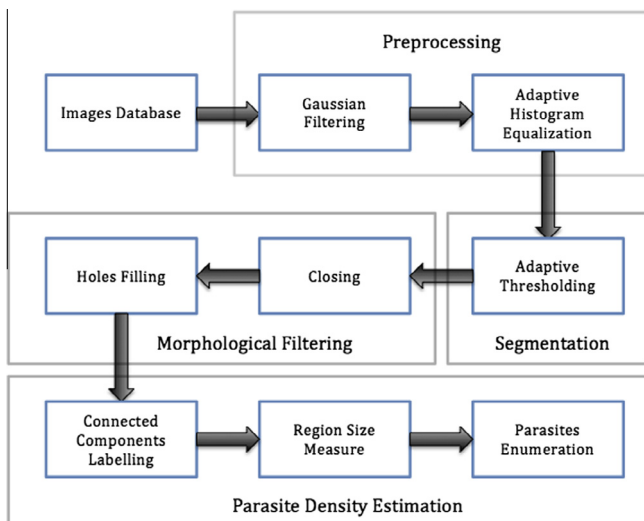 Preprocessing
Images Database
Gaussian
Filtering
Adaptive
Histogram
Equalization
Holes Filling
Closing
Adaptive
Thresholding
Morphological Filtering
Segmentation
Connected
Components
Labelling
Region Size
Measure
Parasites
Enumeration
Parasite Density Estimation